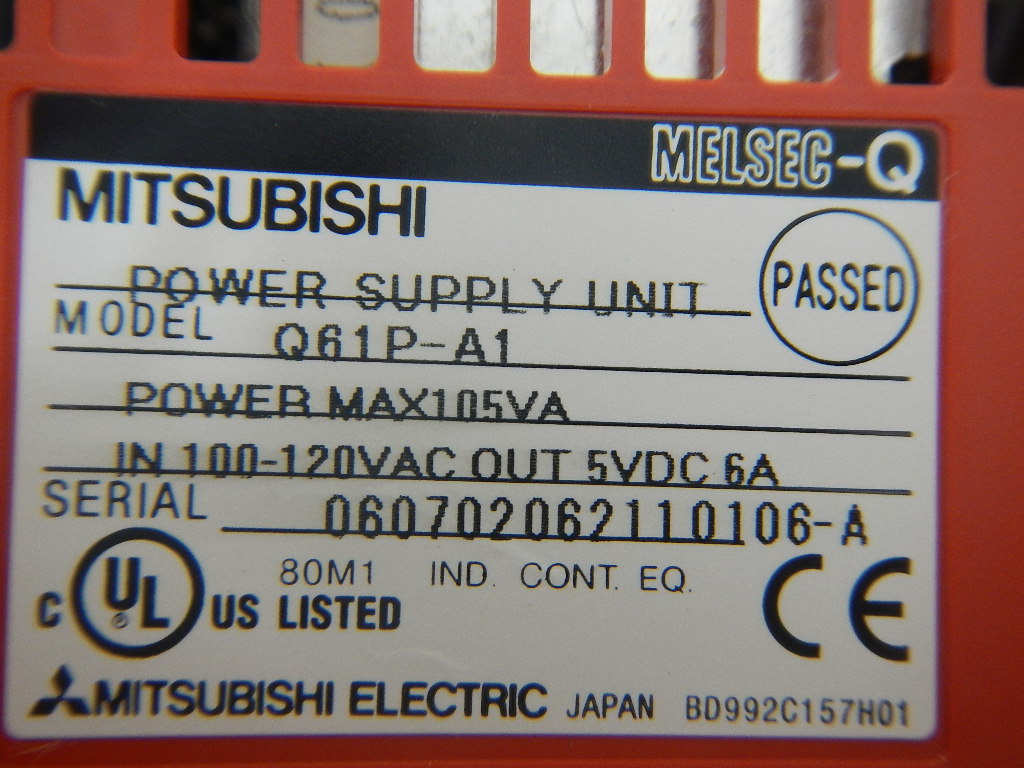 MELSEC-Q
MITSUBISHI
POWER SUPPLY UNIT
PASSED
MODEL Q61P-A1
POWER MAX105VA
IN 100-120VAC OUT 5VDC 6A
SERIAL 060702062110106-A
C UL ® US LISTED
80M1 IND. CONT. EQ.
CE
MITSUBISHI ELECTRIC JAPAN BD992C157H01